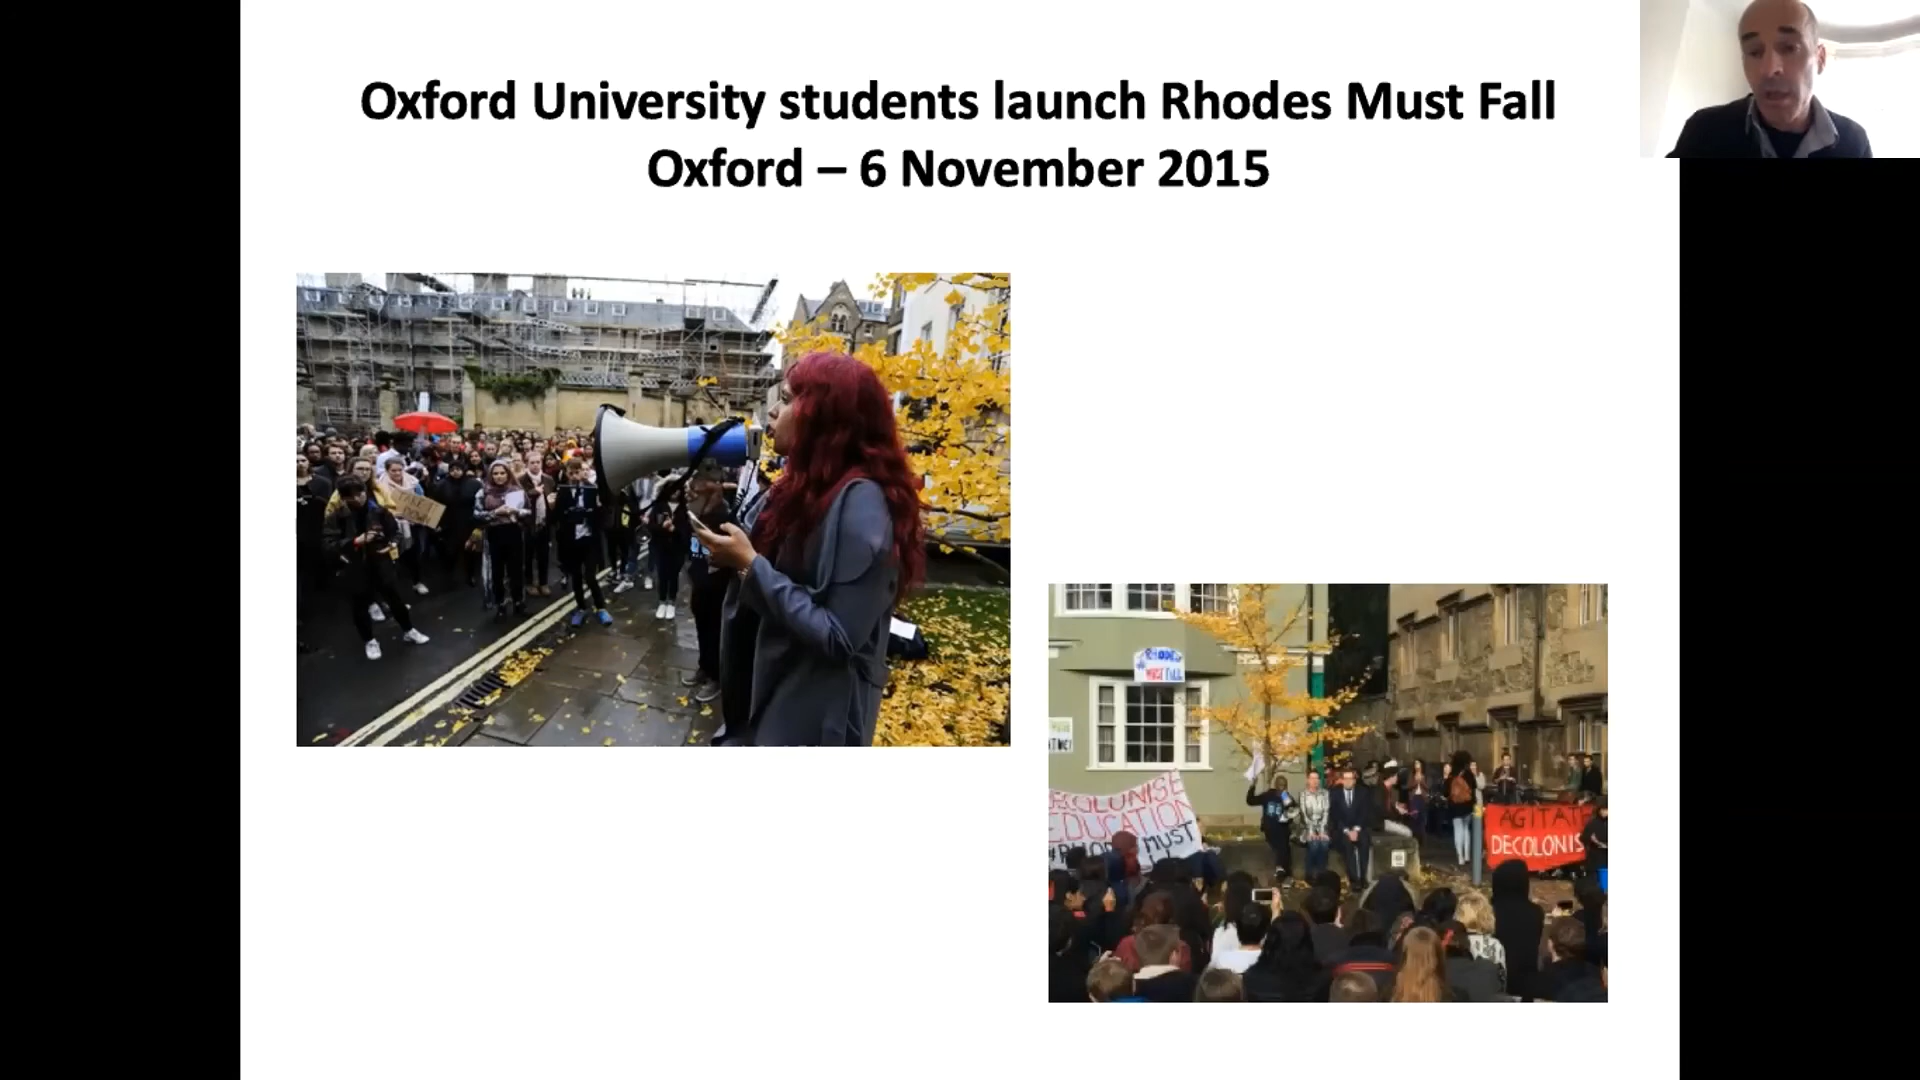 Oxford University students launch Rhodes Must Fall
Oxford – 6 November 2015
RHODES
MUST FALL
DECOLONISE
EDUCATION
MUST
AGITATE
DECOLONIS